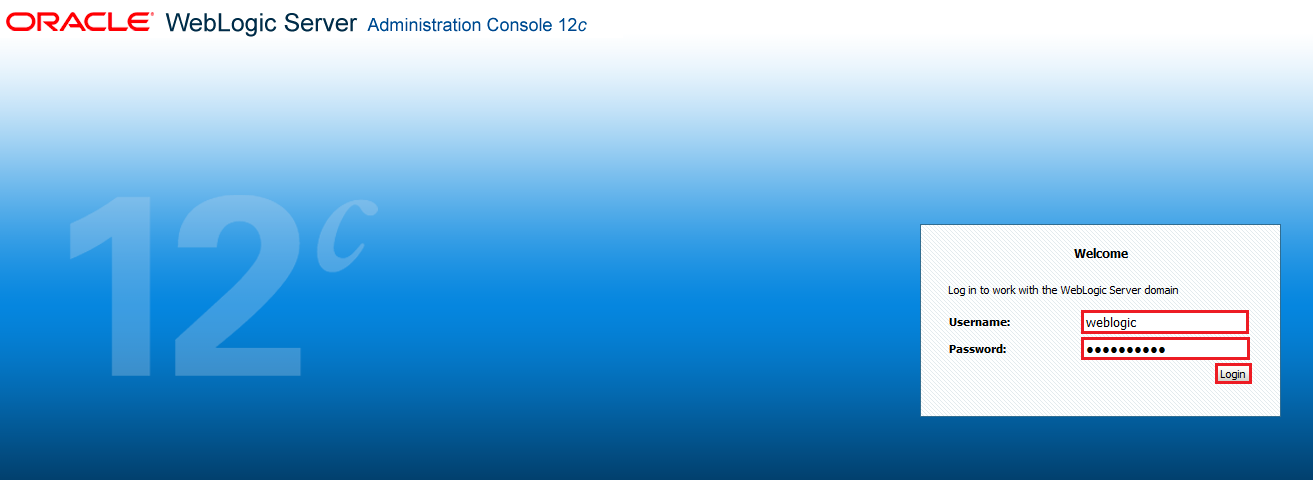 ORACLE WebLogic Server Administration Console 12c
12c
Welcome
Log in to work with the WebLogic Server domain
Username: weblogic
Password: ●●●●●●●●●●
Login